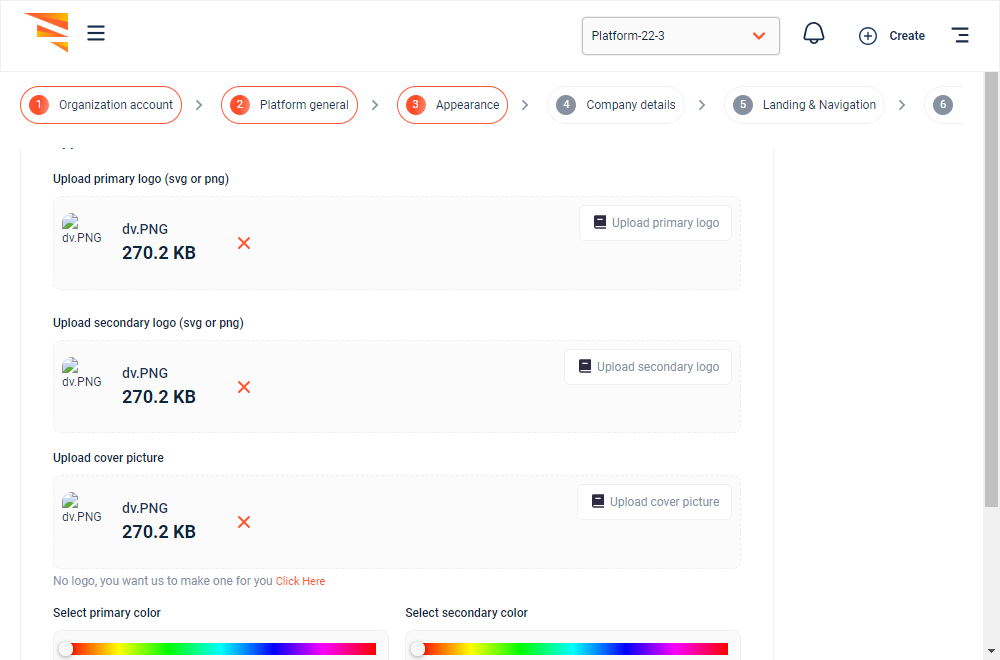 Platform-22-3
Create
1 Organization account
2 Platform general
3 Appearance
4 Company details
5 Landing & Navigation
6
Upload primary logo (svg or png)
dv.PNG
dv.PNG
270.2 KB
Upload primary logo
Upload secondary logo (svg or png)
dv.PNG
dv.PNG
270.2 KB
Upload secondary logo
Upload cover picture
dv.PNG
dv.PNG
270.2 KB
Upload cover picture
No logo, you want us to make one for you Click Here
Select primary color
Select secondary color